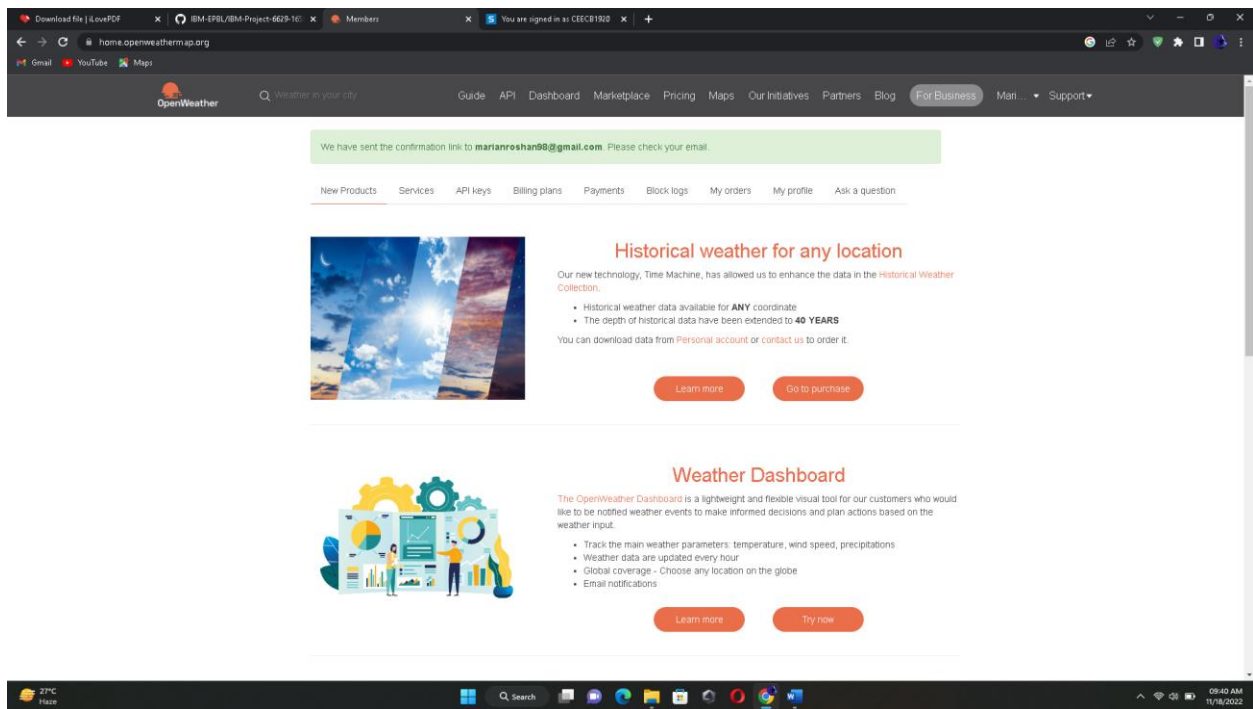 Download file | iLovePDF
IBM-EPBL/IBM-Project-6629-165
Members
You are signed in as CEECB1920
home.openweathermap.org
Gmail YouTube Maps
OpenWeather
Weather in your city
Guide API Dashboard Marketplace Pricing Maps Our Initiatives Partners Blog For Business Mari... Support
We have sent the confirmation link to marianroshan98@gmail.com. Please check your email.
New Products Services API keys Billing plans Payments Block logs My orders My profile Ask a question
Historical weather for any location
Our new technology, Time Machine, has allowed us to enhance the data in the Historical Weather
Collection.
• Historical weather data available for ANY coordinate
• The depth of historical data have been extended to 40 YEARS
You can download data from Personal account or contact us to order it.
Learn more Go to purchase
Weather Dashboard
The OpenWeather Dashboard is a lightweight and flexible visual tool for our customers who would
like to be notified weather events to make informed decisions and plan actions based on the
weather input.
• Track the main weather parameters: temperature, wind speed, precipitations
• Weather data are updated every hour
• Global coverage - Choose any location on the globe
• Email notifications
Learn more Try now
27°C
Haze
Search
09:40 AM
11/18/2022